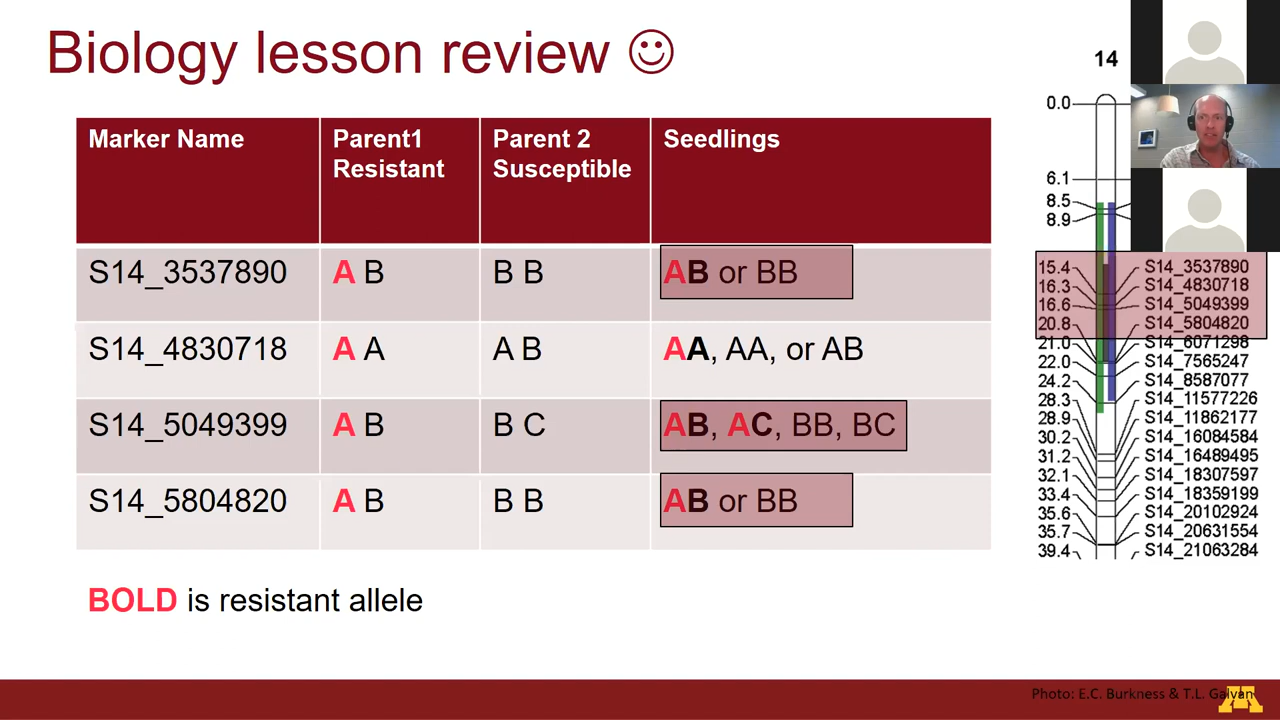 Biology lesson review ☺
Marker Name
Parent1
Resistant
Parent 2
Susceptible
Seedlings
S14_3537890
A B
B B
AB or BB
S14_4830718
A A
A B
AA, AA, or AB
S14_5049399
A B
B C
AB, AC, BB, BC
S14_5804820
A B
B B
AB or BB
BOLD is resistant allele
14
0.0
6.1
8.5
8.9
15.4 S14_3537890
16.3 S14_4830718
16.6 S14_5049399
20.8 S14_5804820
21.0 S14_6071298
22.0 S14_7565247
24.2 S14_8587077
28.3 S14_11577226
28.9 S14_11862177
30.2 S14_16084584
31.2 S14_16489495
32.1 S14_18307597
33.4 S14_18359199
35.6 S14_20102924
35.7 S14_20631554
39.4 S14_21063284
Photo: E.C. Burkness & T.L. Galvan
M